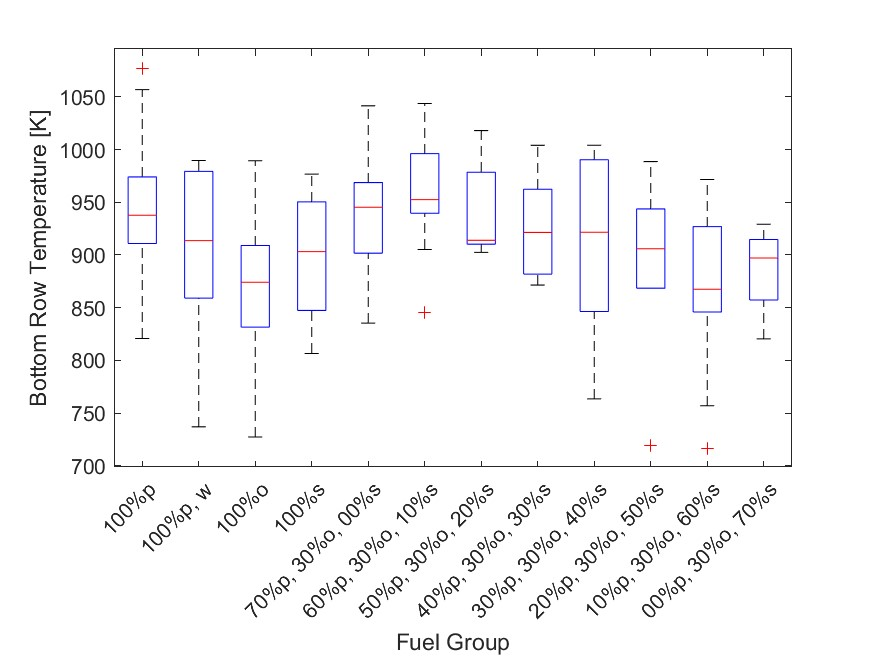 Bottom Row Temperature [K]
1050
1000
950
900
850
800
750
700
100%p
100%p, w
100%o
100%s
70%p, 30%o, 00%s
60%p, 30%o, 10%s
50%p, 30%o, 20%s
40%p, 30%o, 30%s
30%p, 30%o, 40%s
20%p, 30%o, 50%s
10%p, 30%o, 60%s
00%p, 30%o, 70%s
Fuel Group